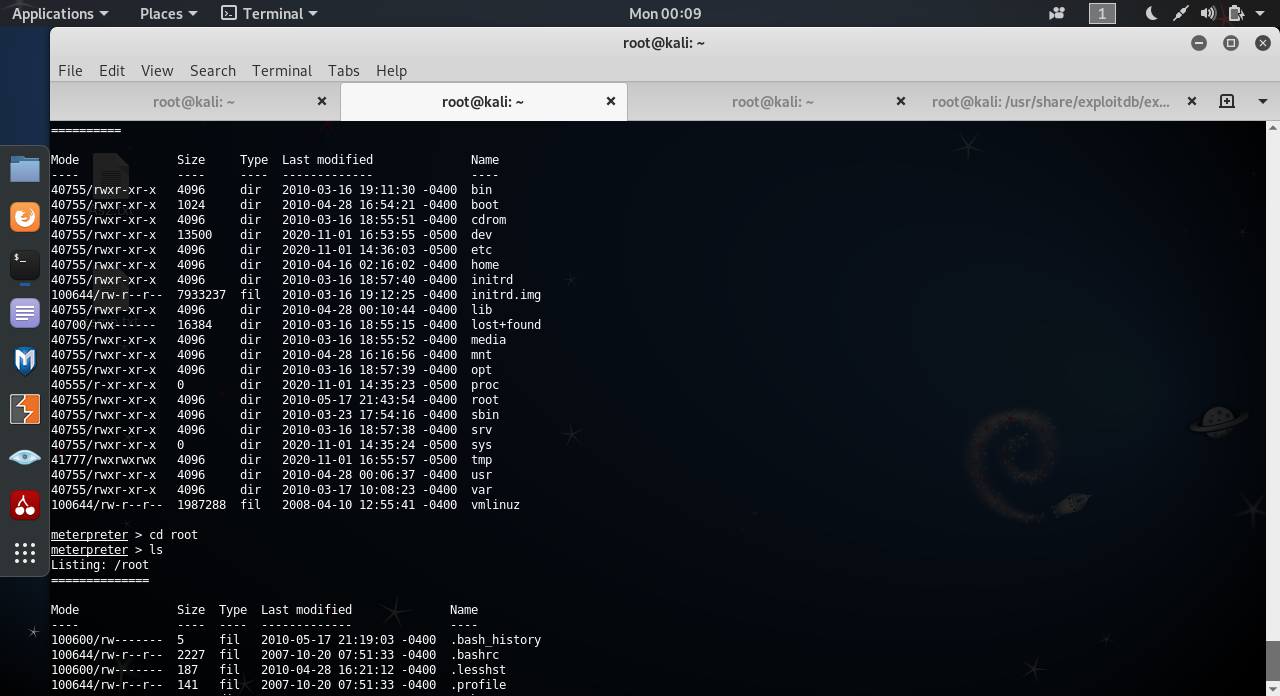 Applications Places Terminal Mon 00:09 1
root@kali: ~
File Edit View Search Terminal Tabs Help
root@kali: ~ root@kali: ~ root@kali: ~ root@kali: /usr/share/exploitdb/ex...
==========
Mode Size Type Last modified Name
---- ---- ---- ------------- ----
40755/rwxr-xr-x 4096 dir 2010-03-16 19:11:30 -0400 bin
40755/rwxr-xr-x 1024 dir 2010-04-28 16:54:21 -0400 boot
40755/rwxr-xr-x 4096 dir 2010-03-16 18:55:51 -0400 cdrom
40755/rwxr-xr-x 13500 dir 2020-11-01 16:53:55 -0500 dev
40755/rwxr-xr-x 4096 dir 2020-11-01 14:36:03 -0500 etc
40755/rwxr-xr-x 4096 dir 2010-04-16 02:16:02 -0400 home
40755/rwxr-xr-x 4096 dir 2010-03-16 18:57:40 -0400 initrd
100644/rw-r--r-- 7933237 fil 2010-03-16 19:12:25 -0400 initrd.img
40755/rwxr-xr-x 4096 dir 2010-04-28 00:10:44 -0400 lib
40700/rwx------ 16384 dir 2010-03-16 18:55:15 -0400 lost+found
40755/rwxr-xr-x 4096 dir 2010-03-16 18:55:52 -0400 media
40755/rwxr-xr-x 4096 dir 2010-04-28 16:16:56 -0400 mnt
40755/rwxr-xr-x 4096 dir 2010-03-16 18:57:39 -0400 opt
40555/r-xr-xr-x 0 dir 2020-11-01 14:35:23 -0500 proc
40755/rwxr-xr-x 4096 dir 2010-05-17 21:43:54 -0400 root
40755/rwxr-xr-x 4096 dir 2010-03-23 17:54:16 -0400 sbin
40755/rwxr-xr-x 4096 dir 2010-03-16 18:57:38 -0400 srv
40755/rwxr-xr-x 0 dir 2020-11-01 14:35:24 -0500 sys
41777/rwxrwxrwx 4096 dir 2020-11-01 16:55:57 -0500 tmp
40755/rwxr-xr-x 4096 dir 2010-04-28 00:06:37 -0400 usr
40755/rwxr-xr-x 4096 dir 2010-03-17 10:08:23 -0400 var
100644/rw-r--r-- 1987288 fil 2008-04-10 12:55:41 -0400 vmlinuz
meterpreter > cd root
meterpreter > ls
Listing: /root
==============
Mode Size Type Last modified Name
---- ---- ---- ------------- ----
100600/rw------- 5 fil 2010-05-17 21:19:03 -0400 .bash_history
100644/rw-r--r-- 2227 fil 2007-10-20 07:51:33 -0400 .bashrc
100600/rw------- 187 fil 2010-04-28 16:21:12 -0400 .lesshst
100644/rw-r--r-- 141 fil 2007-10-20 07:51:33 -0400 .profile